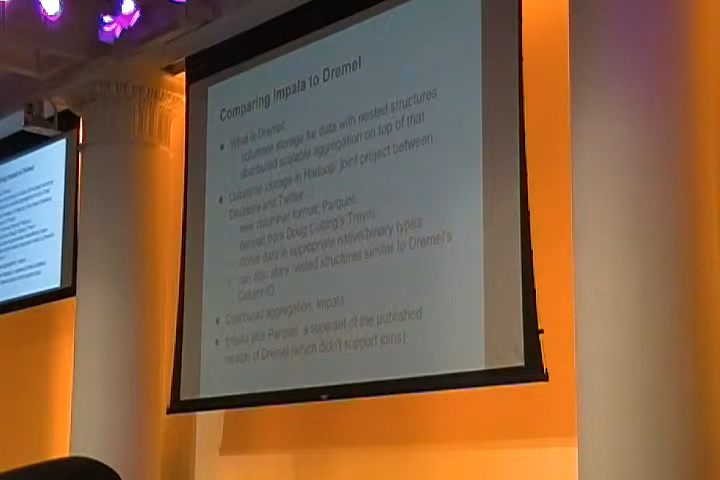 Comparing Impala to Dremel
• What is Dremel:
columnar storage for data with nested structures
distributed scalable aggregation on top of that
• Columnar storage in Hadoop: joint project between
Cloudera and Twitter
new columnar format: Parquet;
derived from Doug Cutting's Trevni
stores data in appropriate native/binary types
can also store nested structures similar to Dremel's
ColumnIO
• Distributed aggregation: Impala
• Impala plus Parquet: a superset of the published
version of Dremel (which didn't support joins)